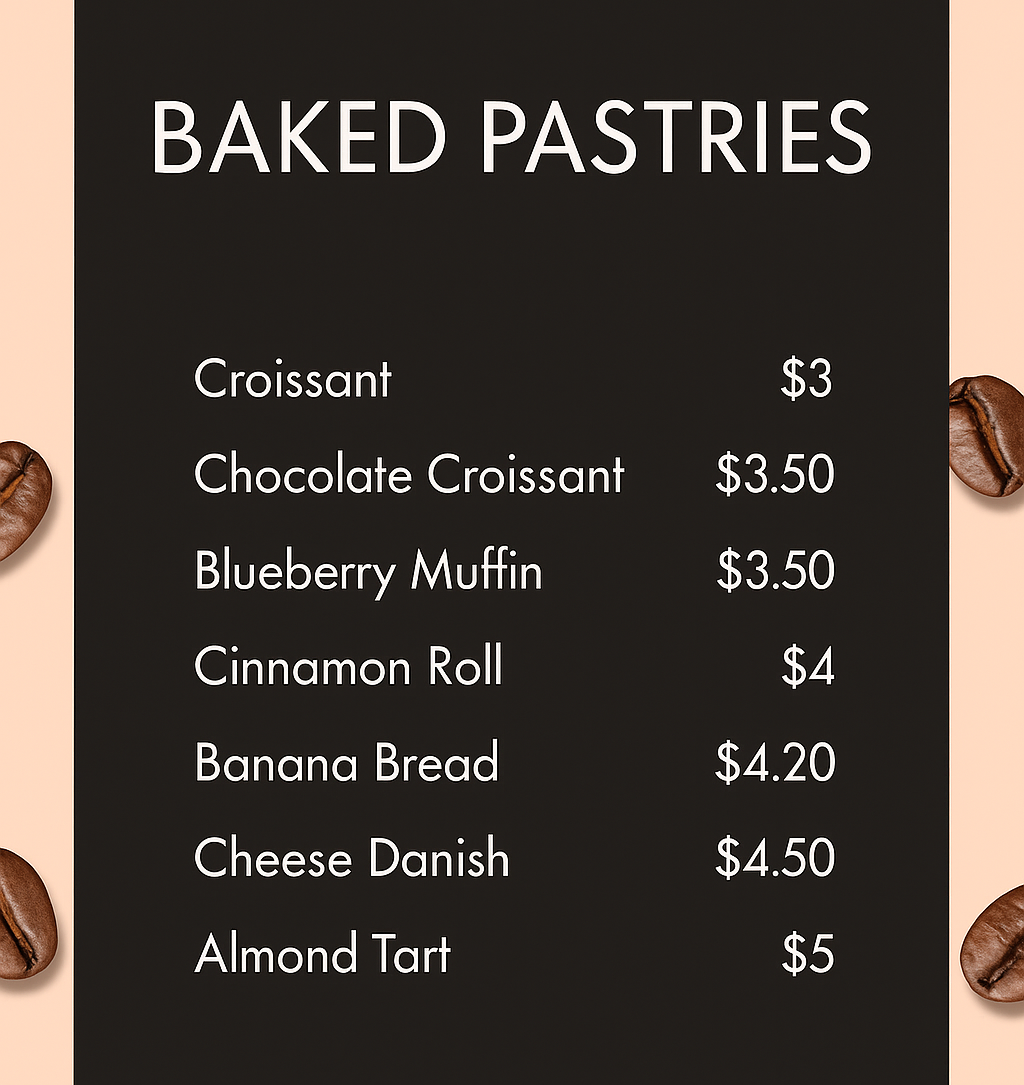 BAKED PASTRIES
Croissant $3
Chocolate Croissant $3.50
Blueberry Muffin $3.50
Cinnamon Roll $4
Banana Bread $4.20
Cheese Danish $4.50
Almond Tart $5